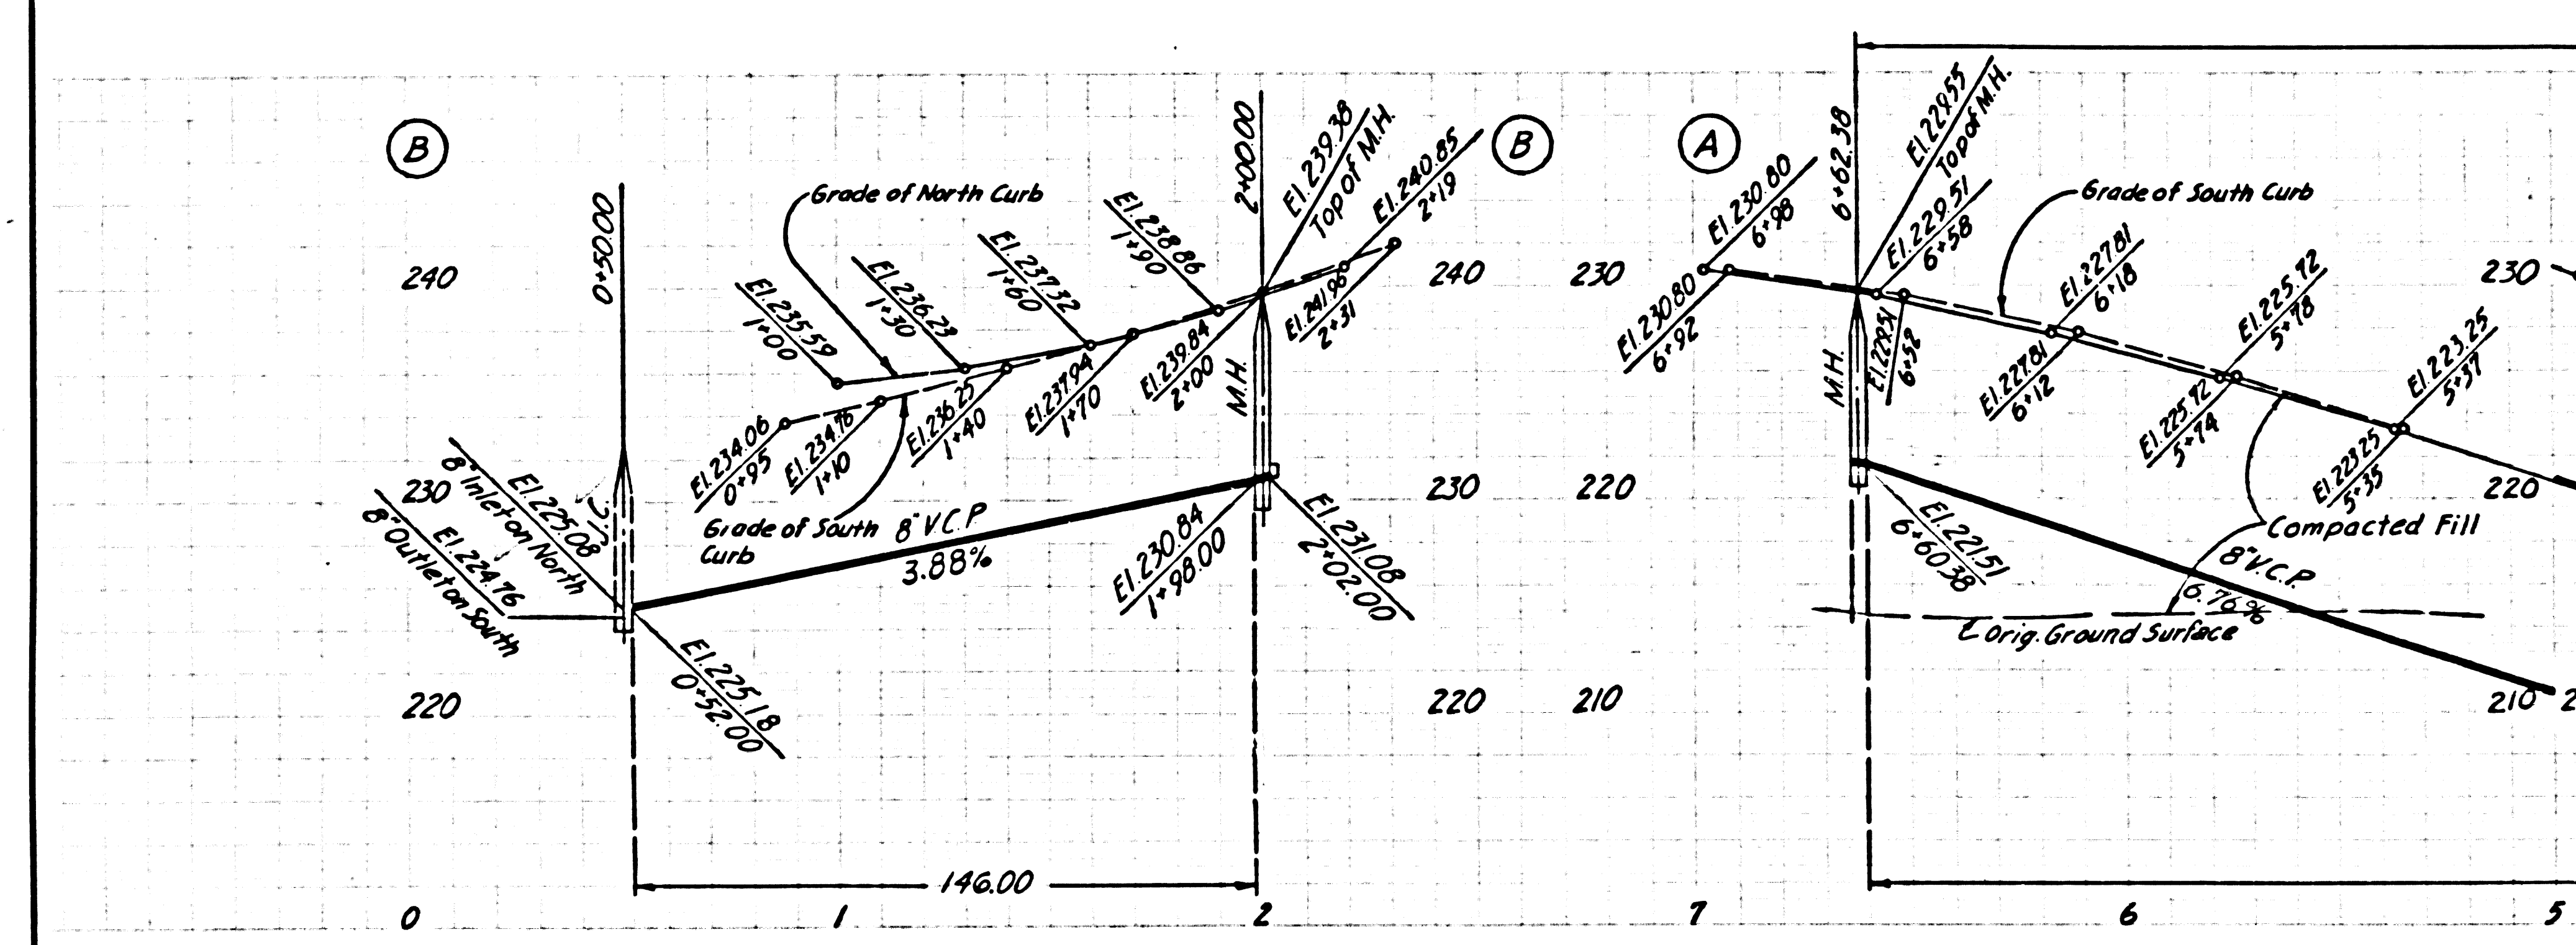 B
0+50.00
Grade of North Curb
El.235.59
1+00
El.236.23
1+30
El.237.32
1+60
El.238.86
1+90
2+00.00
El.239.38
Top of M.H.
El.240.85
2+19
B
240
240
El.234.06
0+95
El.234.76
1+10
El.236.25
1+40
El.237.94
1+70
El.239.84
2+00
El.241.96
2+31
M.H.
Grade of South
Curb
8" V.C.P.
3.88%
230
230
El.225.08
8" Inlet on North
El.224.76
8" Outlet on South
El.225.18
0+52.00
El.230.84
1+98.00
El.231.08
2+02.00
220
220
146.00
0
1
2
A
6+62.38
El.229.55
Top of M.H.
El.230.80
6+98
El.229.51
6+58
Grade of South Curb
El.227.81
6+18
El.225.72
5+78
El.223.25
5+37
230
230
El.230.80
6+92
M.H.
El.229.51
6+52
El.227.81
6+12
El.225.72
5+74
El.223.25
5+35
220
220
Compacted Fill
El.221.51
6+60.38
8" V.C.P.
6.76%
Orig. Ground Surface
210
210
2
7
6
5